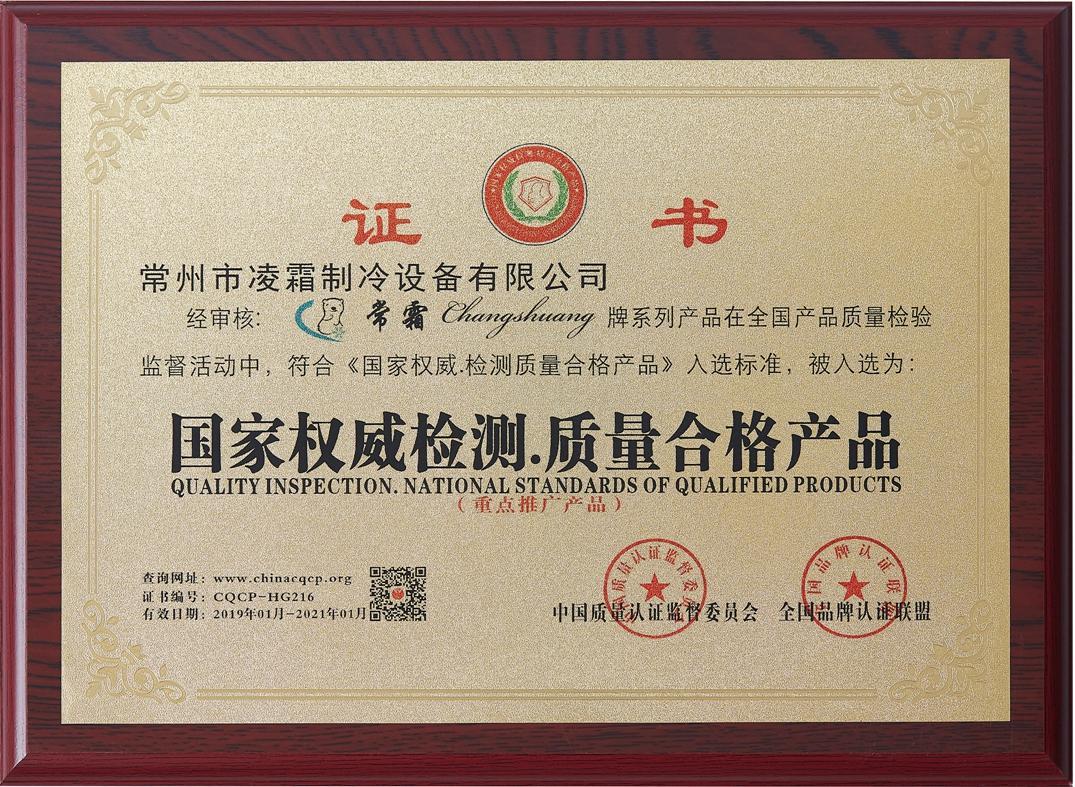 证 书
常州市凌霜制冷设备有限公司
经审核: 常霜 Changshuang 牌系列产品在全国产品质量检验
监督活动中，符合《国家权威.检测质量合格产品》入选标准，被入选为：
国家权威检测.质量合格产品
QUALITY INSPECTION. NATIONAL STANDARDS OF QUALIFIED PRODUCTS
（重点推广产品）
查询网址：www.chinacqcp.org
证书编号：CQCP-HG216
有效日期：2019年01月-2021年01月
中国质量认证监督委员会 全国品牌认证联盟